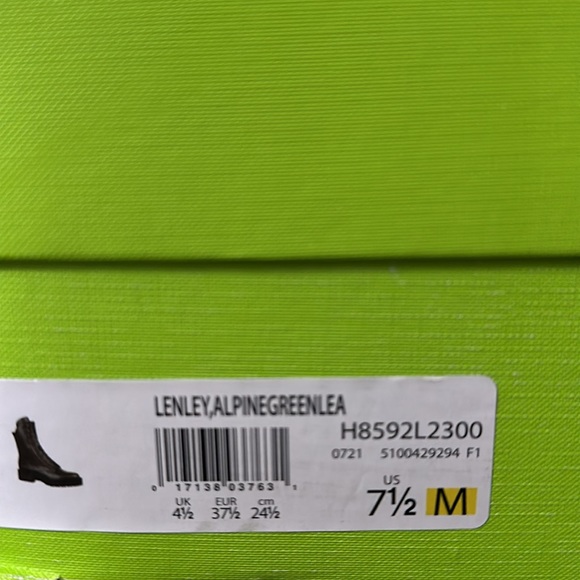 LENLEY,ALPINEGREENLEA
H8592L2300
0721 5100429294 F1
0 17138 03763 1
UK EUR cm
4½ 37½ 24½
US
7½ M